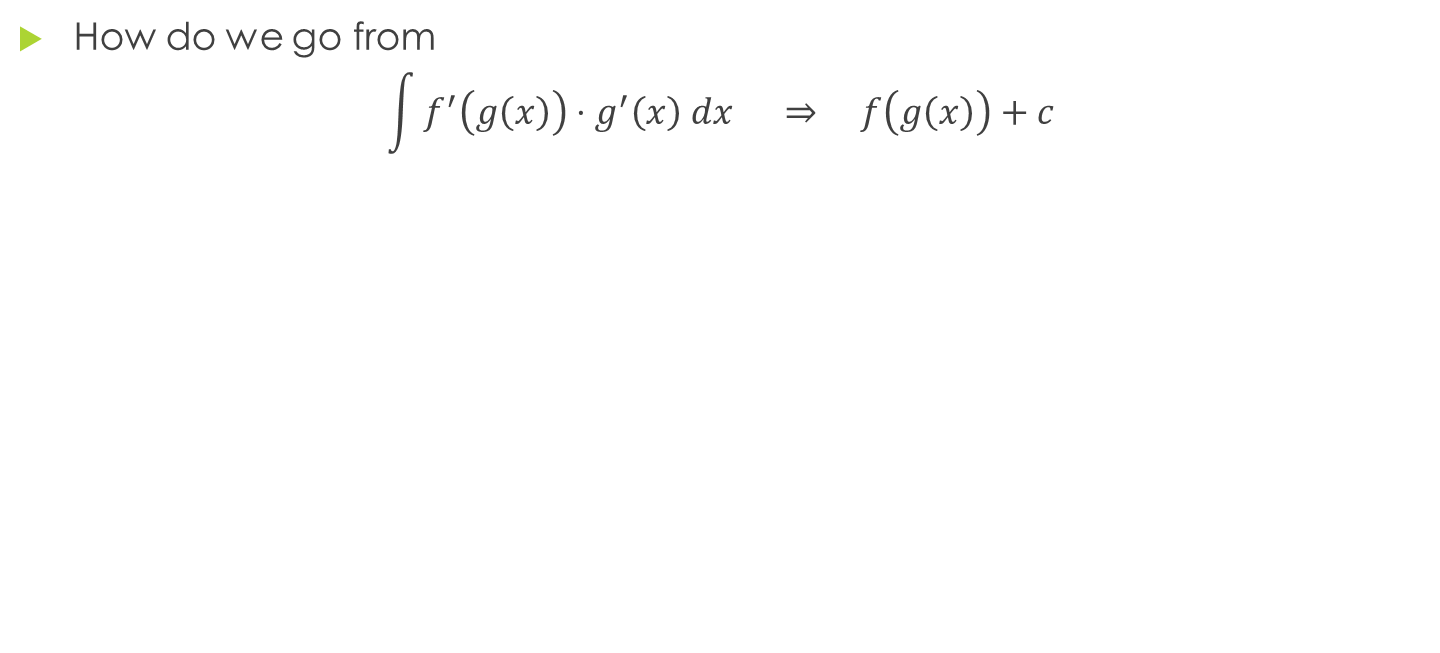 How do we go from
∫ f′(g(x)) · g′(x) dx ⇒ f(g(x)) + c